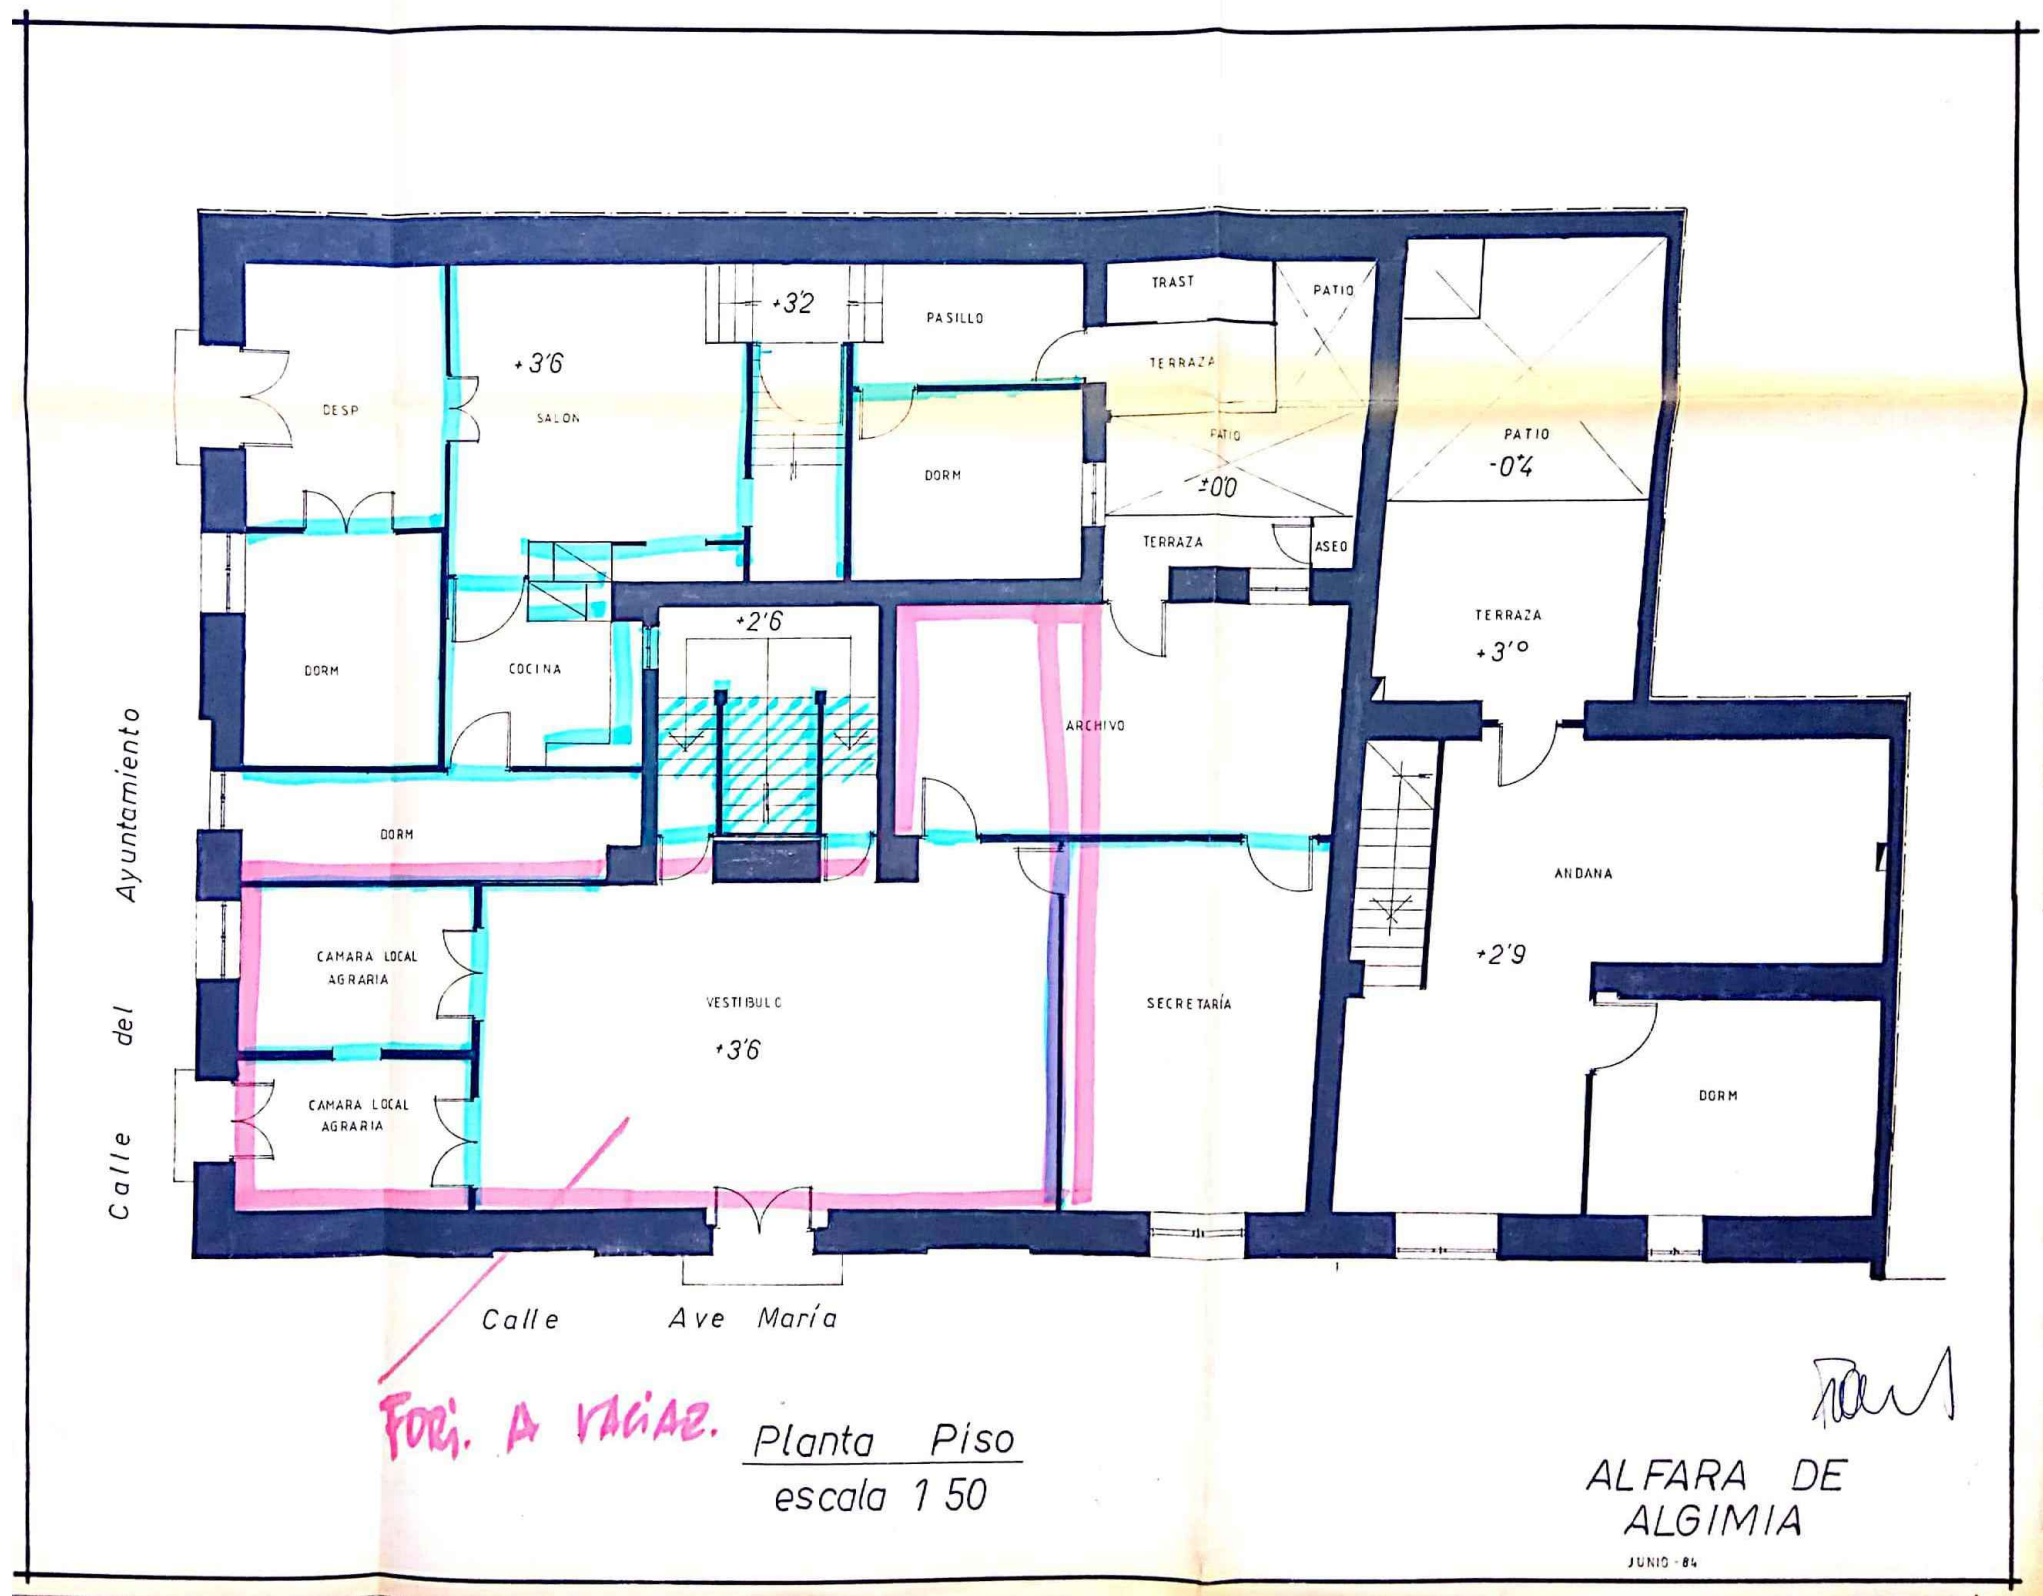 TRAST
PATIO
+3'2
PASILLO
+3'6
TERRAZA
DESP
SALON
PATIO
PATIO
-0'4
DORM
±0'0
TERRAZA
ASEO
+2'6
TERRAZA
+3'0
DORM
COCINA
ARCHIVO
DORM
ANDANA
CAMARA LOCAL
AGRARIA
+2'9
VESTIBULO
+3'6
SECRETARÍA
CAMARA LOCAL
AGRARIA
DORM
Calle del Ayuntamiento
Calle Ave María
FORJ. A VACIAR.
Planta Piso
escala 1 50
ALFARA DE
ALGIMIA
JUNIO - 84